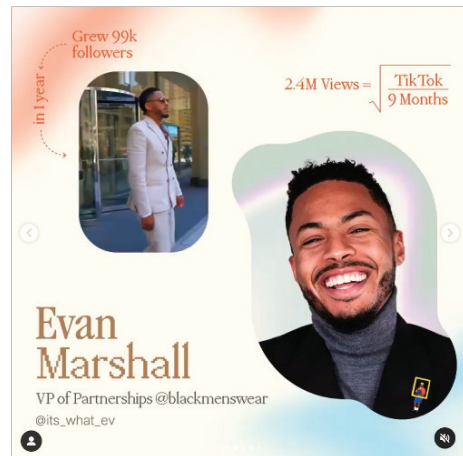 Grew 99k
followers
in 1 year
2.4M Views =
TikTok
9 Months
Evan
Marshall
VP of Partnerships @blackmenswear
@its_what_ev